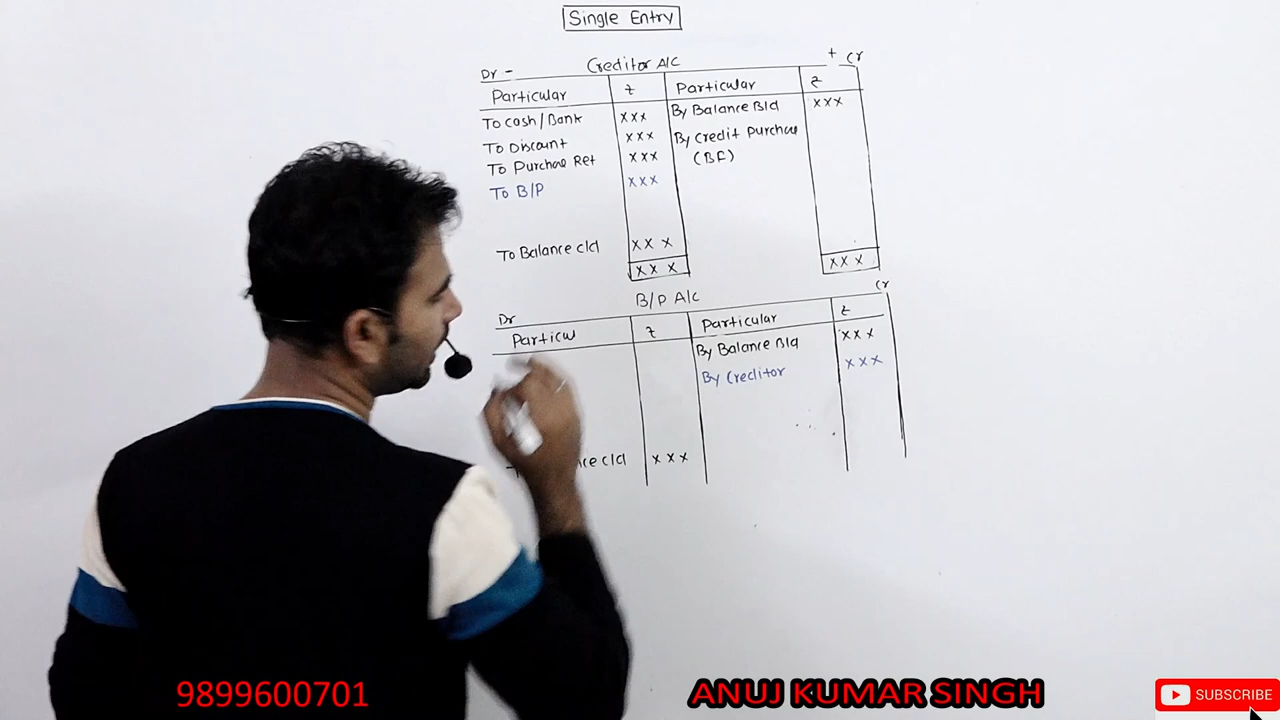 Single Entry
Dr - Creditor A/C + Cr
Particular ₹ Particular ₹
To Cash/Bank xxx By Balance B/d xxx
To Discount xxx By Credit Purchase
To Purchase Ret xxx (BF)
To B/P xxx
To Balance c/d xxx
xxx xxx
B/P A/C
Dr Cr
Particular ₹ Particular ₹
By Balance B/d xxx
By Creditor xxx
c/d xxx
9899600701 ANUJ KUMAR SINGH SUBSCRIBE